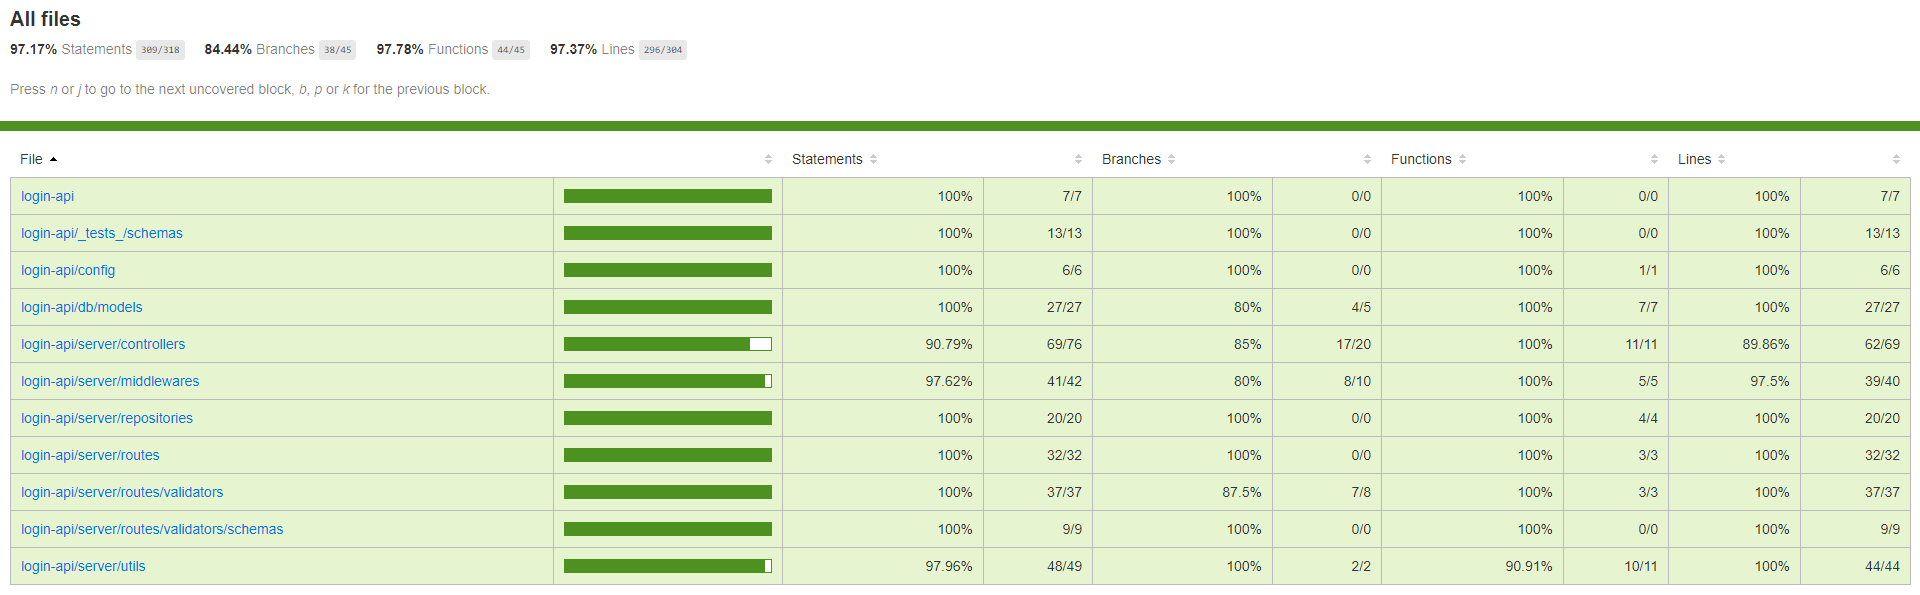 All files
97.17% Statements 309/318 84.44% Branches 38/45 97.78% Functions 44/45 97.37% Lines 296/304
Press n or j to go to the next uncovered block, b, p or k for the previous block.
File Statements Branches Functions Lines
login-api 100% 7/7 100% 0/0 100% 0/0 100% 7/7
login-api/_tests_/schemas 100% 13/13 100% 0/0 100% 0/0 100% 13/13
login-api/config 100% 6/6 100% 0/0 100% 1/1 100% 6/6
login-api/db/models 100% 27/27 80% 4/5 100% 7/7 100% 27/27
login-api/server/controllers 90.79% 69/76 85% 17/20 100% 11/11 89.86% 62/69
login-api/server/middlewares 97.62% 41/42 80% 8/10 100% 5/5 97.5% 39/40
login-api/server/repositories 100% 20/20 100% 0/0 100% 4/4 100% 20/20
login-api/server/routes 100% 32/32 100% 0/0 100% 3/3 100% 32/32
login-api/server/routes/validators 100% 37/37 87.5% 7/8 100% 3/3 100% 37/37
login-api/server/routes/validators/schemas 100% 9/9 100% 0/0 100% 0/0 100% 9/9
login-api/server/utils 97.96% 48/49 100% 2/2 90.91% 10/11 100% 44/44